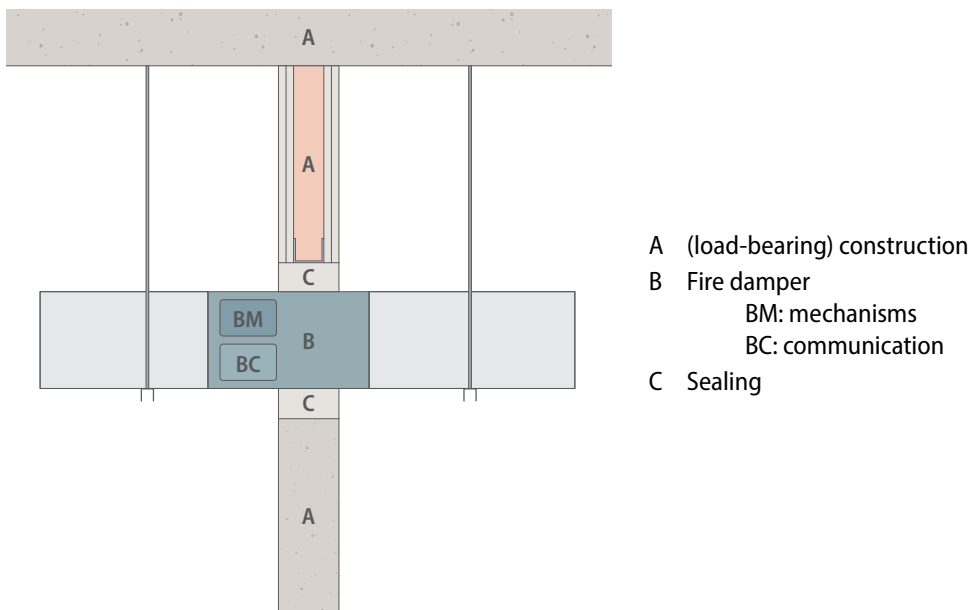 A
A
C
BM
B
BC
C
A
A (load-bearing) construction
B Fire damper
BM: mechanisms
BC: communication
C Sealing